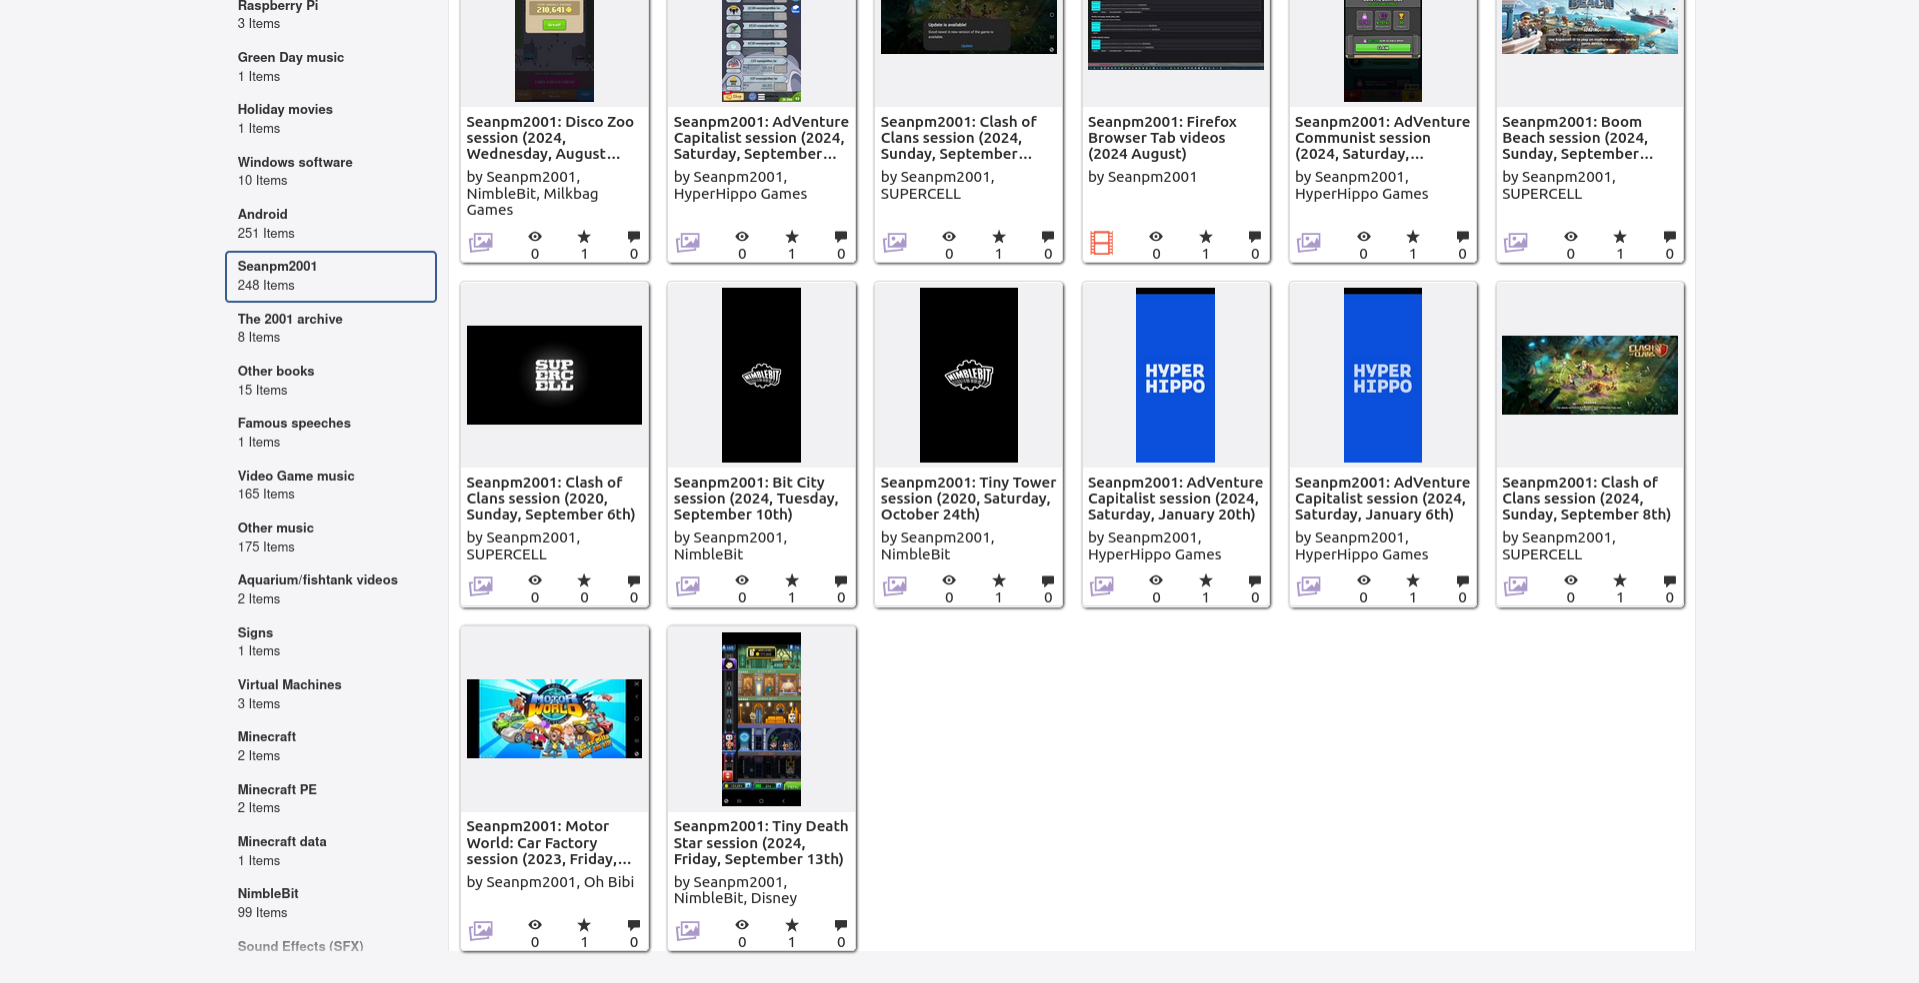 Raspberry Pi
3 Items
Green Day music
1 Items
Holiday movies
1 Items
Windows software
10 Items
Android
251 Items
Seanpm2001
248 Items
The 2001 archive
8 Items
Other books
15 Items
Famous speeches
1 Items
Video Game music
165 Items
Other music
175 Items
Aquarium/fishtank videos
2 Items
Signs
1 Items
Virtual Machines
3 Items
Minecraft
2 Items
Minecraft PE
2 Items
Minecraft data
1 Items
NimbleBit
99 Items
Sound Effects (SFX)
210,641
Seanpm2001: Disco Zoo
session (2024,
Wednesday, August...
by Seanpm2001,
NimbleBit, Milkbag
Games
0 1 0
Seanpm2001: AdVenture
Capitalist session (2024,
Saturday, September...
by Seanpm2001,
HyperHippo Games
0 1 0
Update is available!
Update
Seanpm2001: Clash of
Clans session (2024,
Sunday, September...
by Seanpm2001,
SUPERCELL
0 1 0
Seanpm2001: Firefox
Browser Tab videos
(2024 August)
by Seanpm2001
0 1 0
Seanpm2001: AdVenture
Communist session
(2024, Saturday,...
by Seanpm2001,
HyperHippo Games
0 1 0
BEACH
Seanpm2001: Boom
Beach session (2024,
Sunday, September...
by Seanpm2001,
SUPERCELL
0 1 0
SUP
ERC
ELL
Seanpm2001: Clash of
Clans session (2020,
Sunday, September 6th)
by Seanpm2001,
SUPERCELL
0 0 0
NIMBLEBIT
Seanpm2001: Bit City
session (2024, Tuesday,
September 10th)
by Seanpm2001,
NimbleBit
0 1 0
NIMBLEBIT
Seanpm2001: Tiny Tower
session (2020, Saturday,
October 24th)
by Seanpm2001,
NimbleBit
0 1 0
HYPER
HIPPO
Seanpm2001: AdVenture
Capitalist session (2024,
Saturday, January 20th)
by Seanpm2001,
HyperHippo Games
0 1 0
HYPER
HIPPO
Seanpm2001: AdVenture
Capitalist session (2024,
Saturday, January 6th)
by Seanpm2001,
HyperHippo Games
0 1 0
CLASH
OF CLANS
Seanpm2001: Clash of
Clans session (2024,
Sunday, September 8th)
by Seanpm2001,
SUPERCELL
0 1 0
MOTOR
WORLD
Seanpm2001: Motor
World: Car Factory
session (2023, Friday,...
by Seanpm2001, Oh Bibi
0 1 0
Seanpm2001: Tiny Death
Star session (2024,
Friday, September 13th)
by Seanpm2001,
NimbleBit, Disney
0 1 0